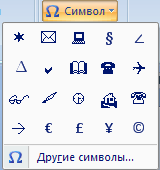 Символ
§ ∠
Δ
→ € £ ¥ ©
Ω Другие символы...